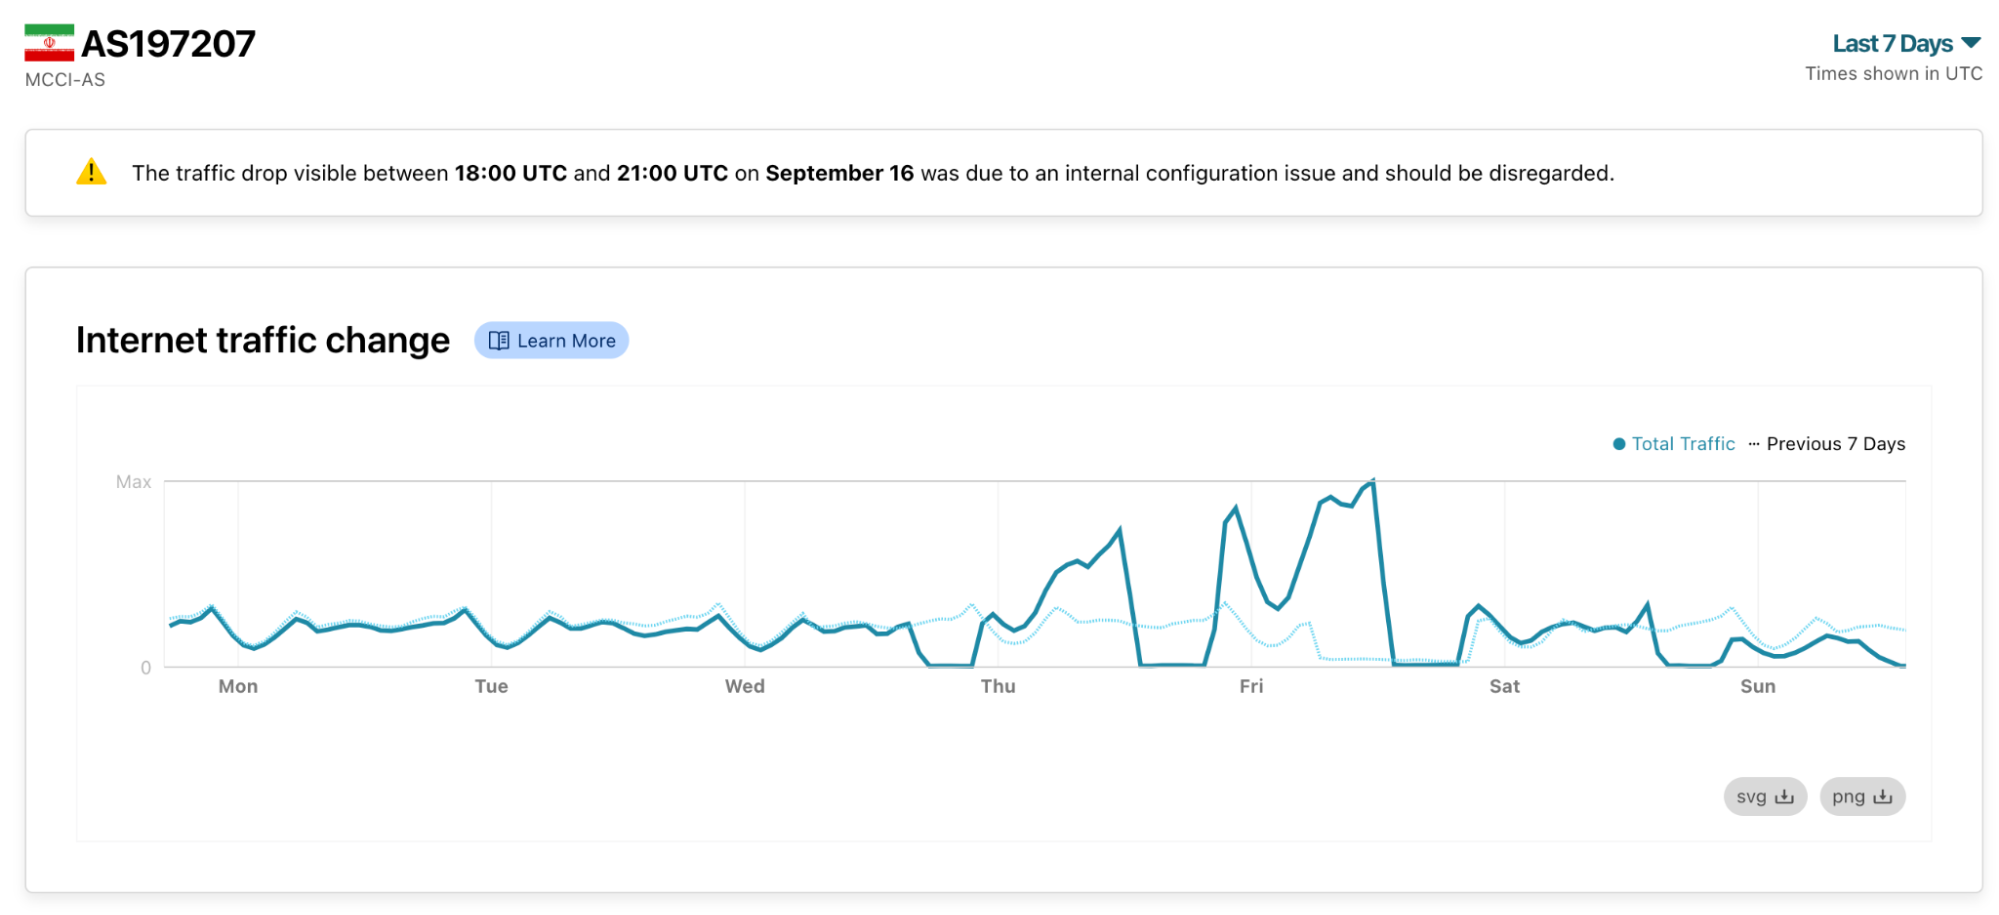 AS197207
Last 7 Days
MCCI-AS
Times shown in UTC
The traffic drop visible between 18:00 UTC and 21:00 UTC on September 16 was due to an internal configuration issue and should be disregarded.
Internet traffic change
Learn More
Total Traffic
Previous 7 Days
Max
0
Mon
Tue
Wed
Thu
Fri
Sat
Sun
svg
png